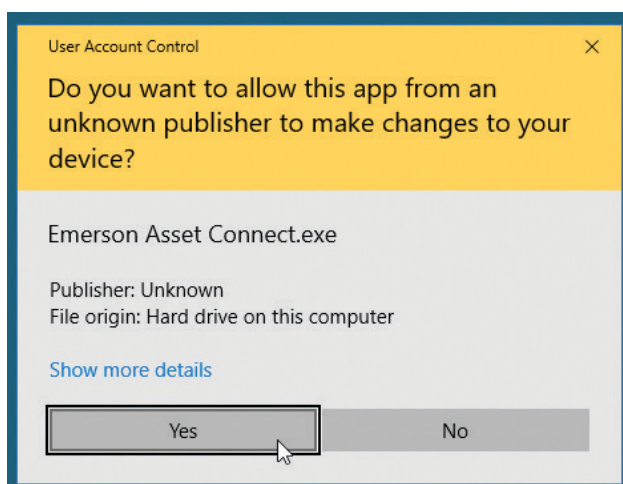 User Account Control
Do you want to allow this app from an
unknown publisher to make changes to your
device?
Emerson Asset Connect.exe
Publisher: Unknown
File origin: Hard drive on this computer
Show more details
Yes
No